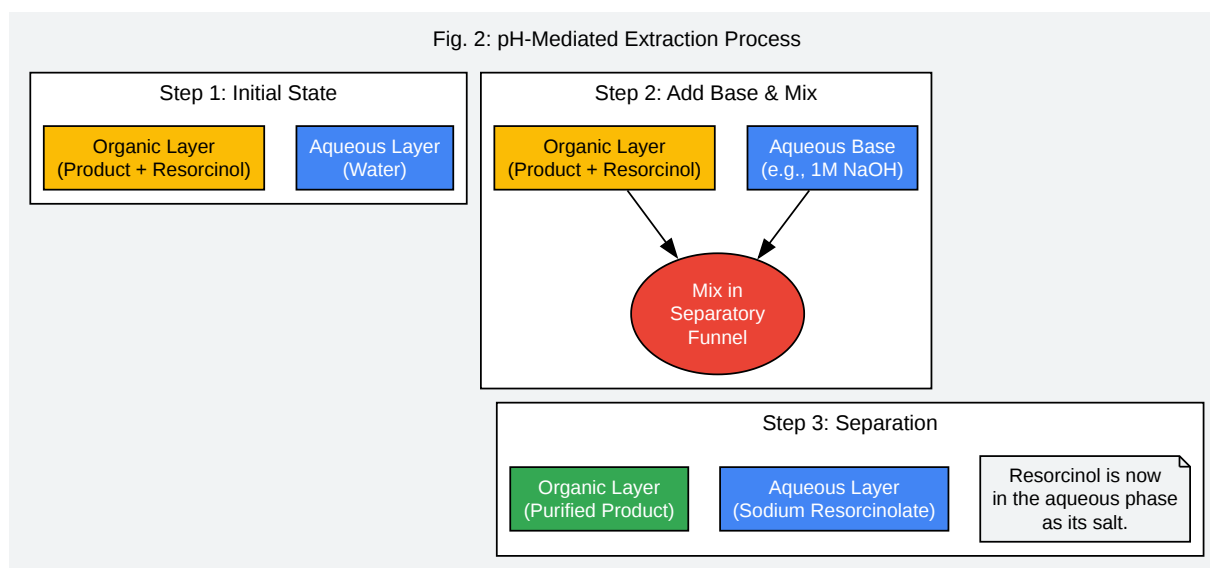 Fig. 2: pH-Mediated Extraction Process
Step 1: Initial State
Organic Layer
(Product + Resorcinol)
Aqueous Layer
(Water)
Step 2: Add Base & Mix
Organic Layer
(Product + Resorcinol)
Aqueous Base
(e.g., 1M NaOH)
Mix in
Separatory
Funnel
Step 3: Separation
Organic Layer
(Purified Product)
Aqueous Layer
(Sodium Resorcinolate)
Resorcinol is now
in the aqueous phase
as its salt.